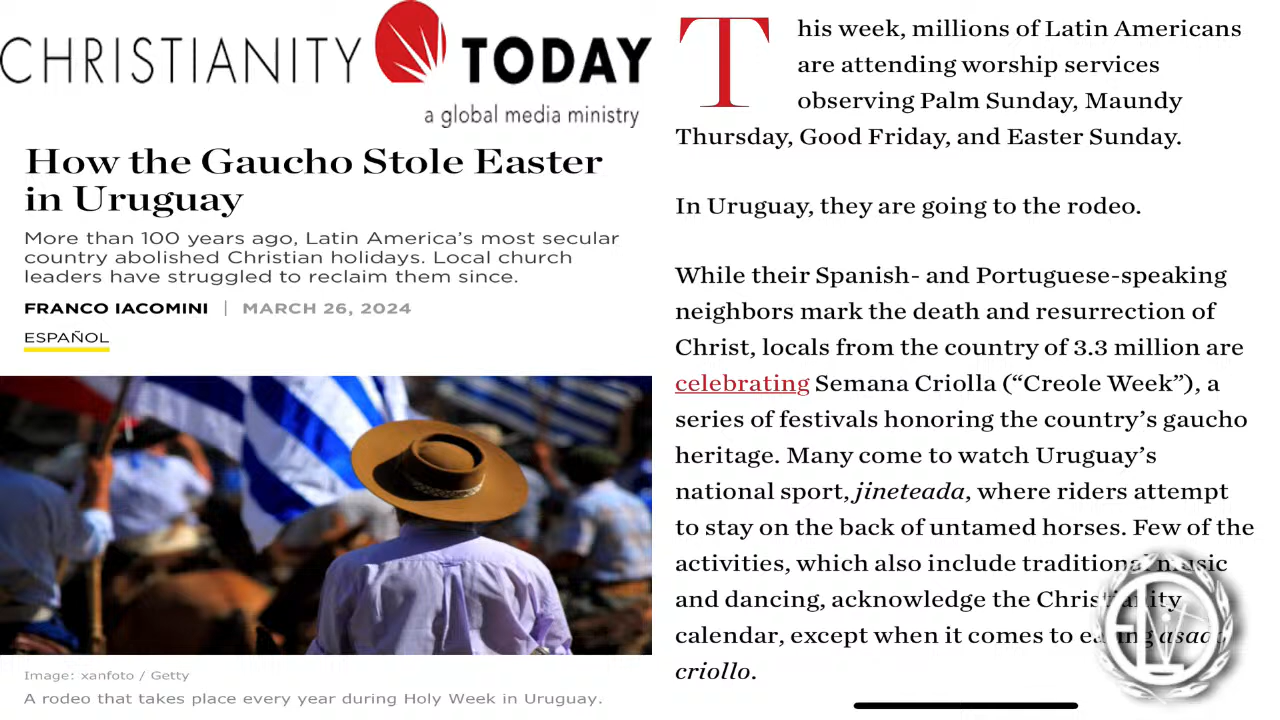 CHRISTIANITY TODAY
a global media ministry
How the Gaucho Stole Easter
in Uruguay
More than 100 years ago, Latin America's most secular
country abolished Christian holidays. Local church
leaders have struggled to reclaim them since.
FRANCO IACOMINI | MARCH 26, 2024
ESPAÑOL
Image: xanfoto / Getty
A rodeo that takes place every year during Holy Week in Uruguay.
This week, millions of Latin Americans
are attending worship services
observing Palm Sunday, Maundy
Thursday, Good Friday, and Easter Sunday.
In Uruguay, they are going to the rodeo.
While their Spanish- and Portuguese-speaking
neighbors mark the death and resurrection of
Christ, locals from the country of 3.3 million are
celebrating Semana Criolla (“Creole Week”), a
series of festivals honoring the country’s gaucho
heritage. Many come to watch Uruguay’s
national sport, jineteada, where riders attempt
to stay on the back of untamed horses. Few of the
activities, which also include traditional music
and dancing, acknowledge the Christianity
calendar, except when it comes to eating asado
criollo.